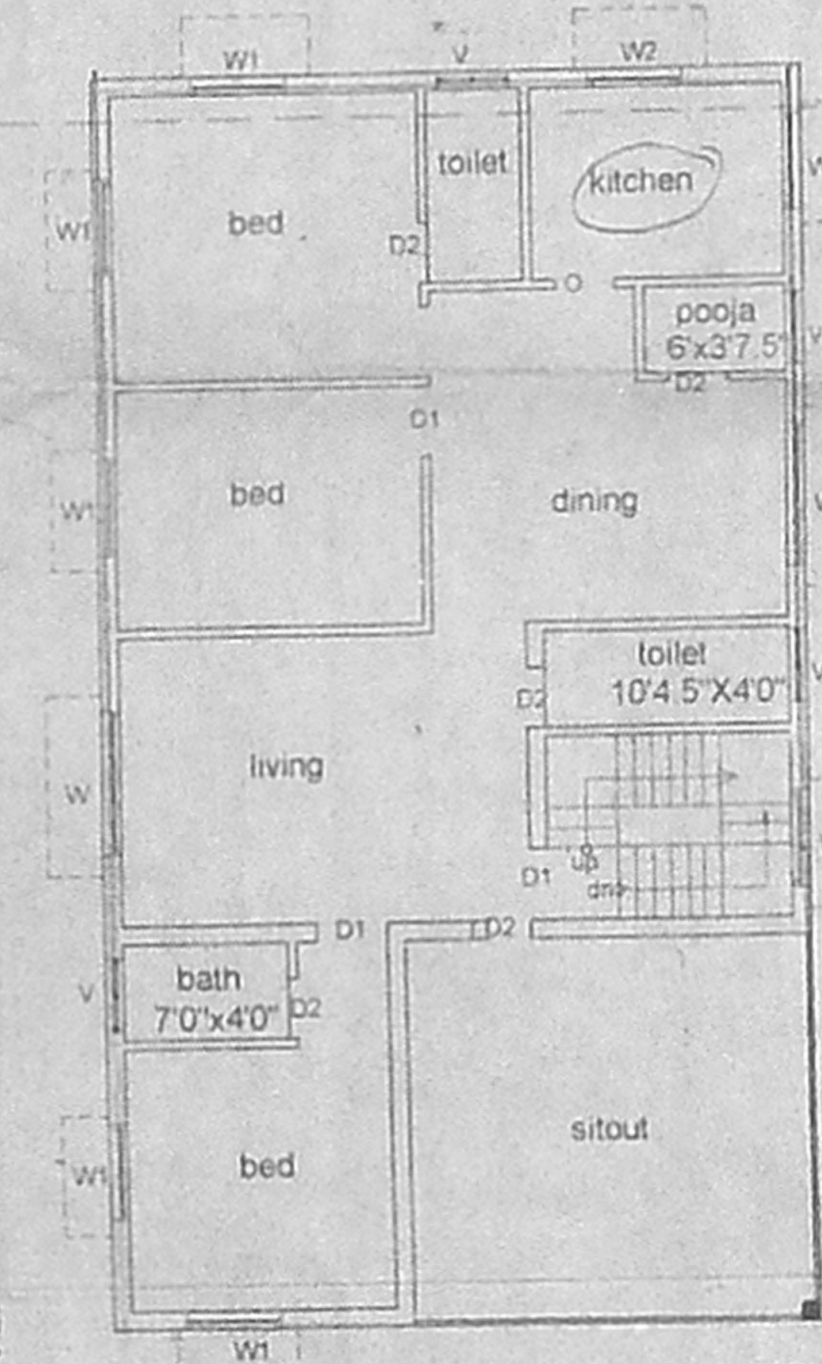 W1
V
W2
toilet
kitchen
W1
bed
D2
O
pooja
6'x3'7.5"
D2
D1
bed
dining
toilet
10'4.5"X4'0"
D2
living
W
up
D1
dn
D1
D2
bath
7'0"x4'0"
V
D2
sitout
bed
W1
W1